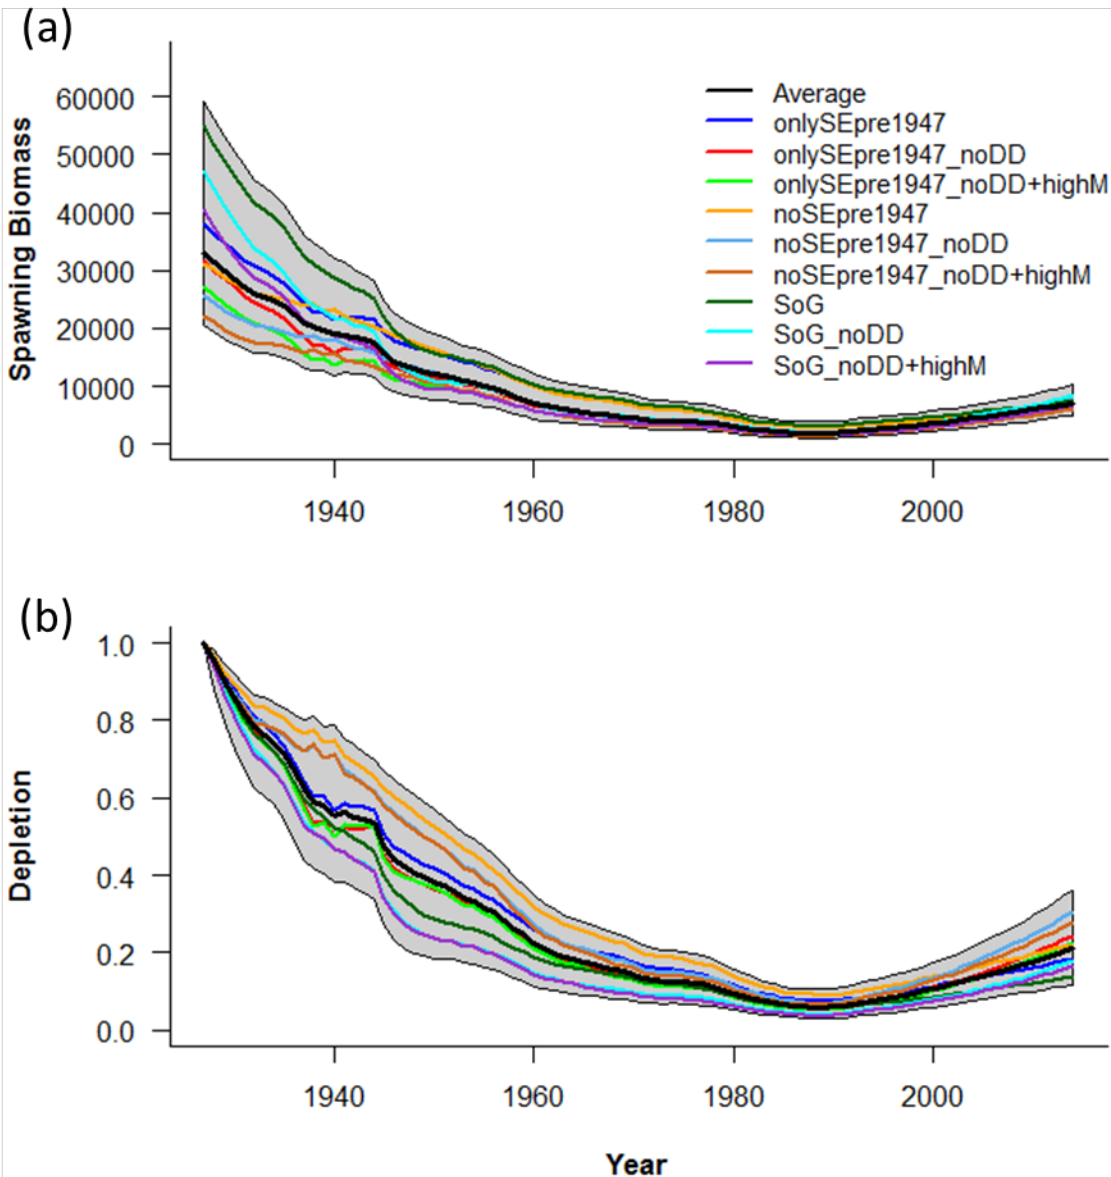 (a)
Spawning Biomass
60000
50000
40000
30000
20000
10000
0
Average
onlySEpre1947
onlySEpre1947_noDD
onlySEpre1947_noDD+highM
noSEpre1947
noSEpre1947_noDD
noSEpre1947_noDD+highM
SoG
SoG_noDD
SoG_noDD+highM
1940 1960 1980 2000
(b)
Depletion
1.0
0.8
0.6
0.4
0.2
0.0
1940 1960 1980 2000
Year